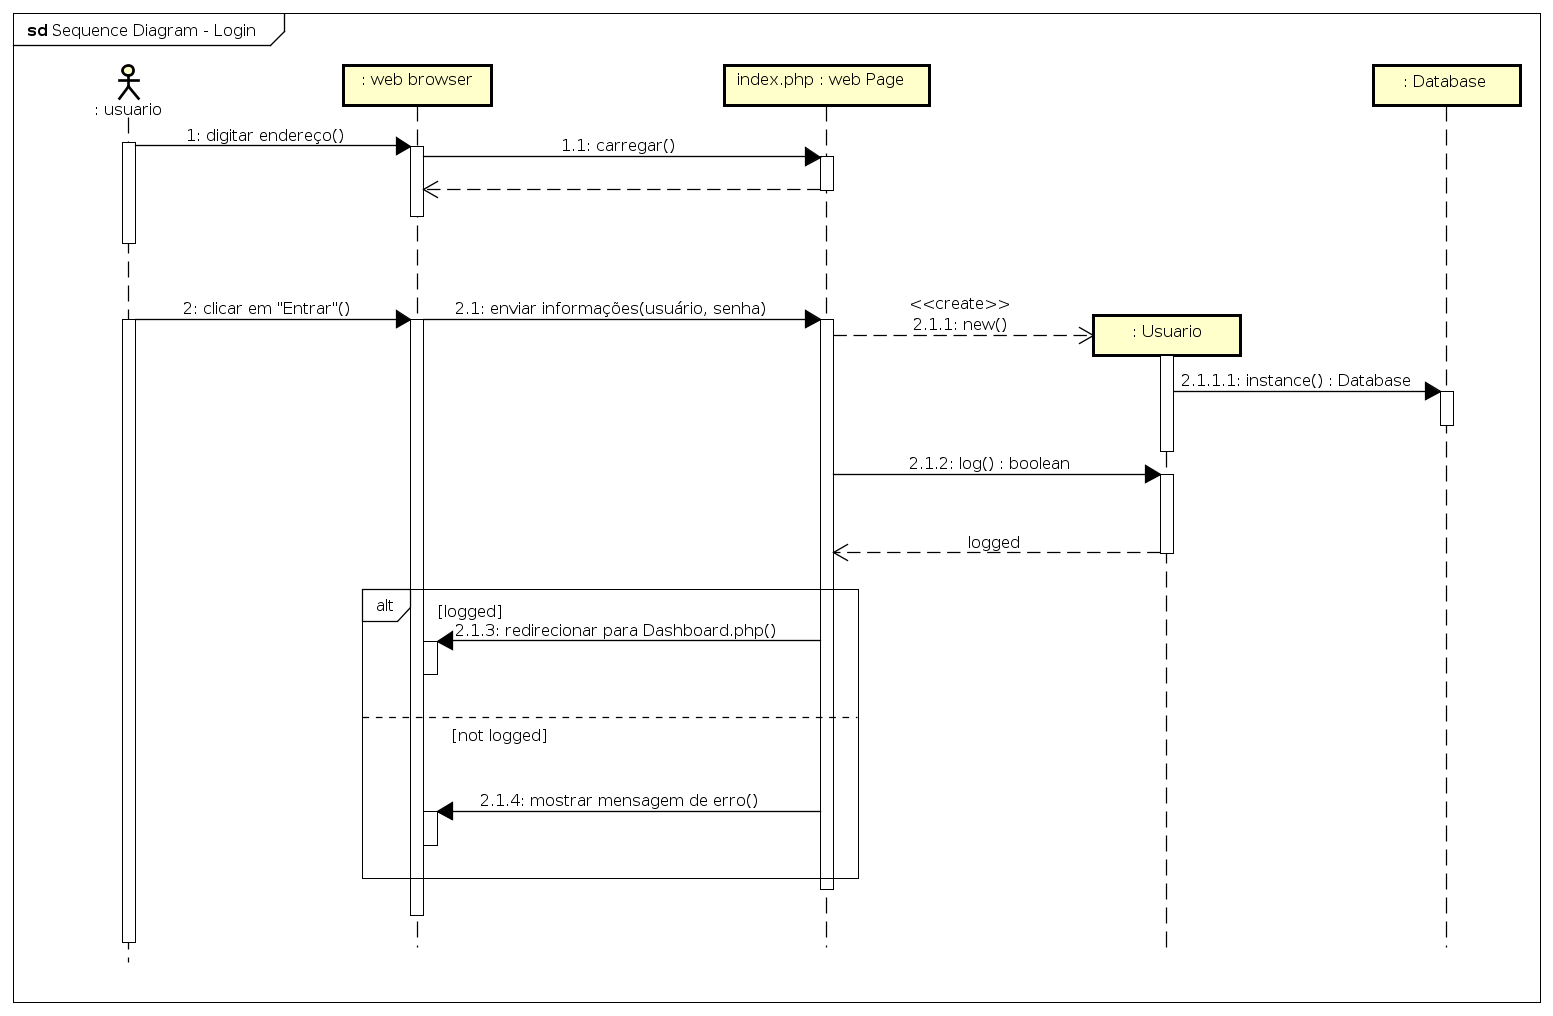 sd Sequence Diagram - Login
: usuario
: web browser
index.php : web Page
: Database
1: digitar endereço()
1.1: carregar()
2: clicar em "Entrar"()
2.1: enviar informações(usuário, senha)
<<create>>
2.1.1: new()
: Usuario
2.1.1.1: instance() : Database
2.1.2: log() : boolean
logged
alt
[logged]
2.1.3: redirecionar para Dashboard.php()
[not logged]
2.1.4: mostrar mensagem de erro()